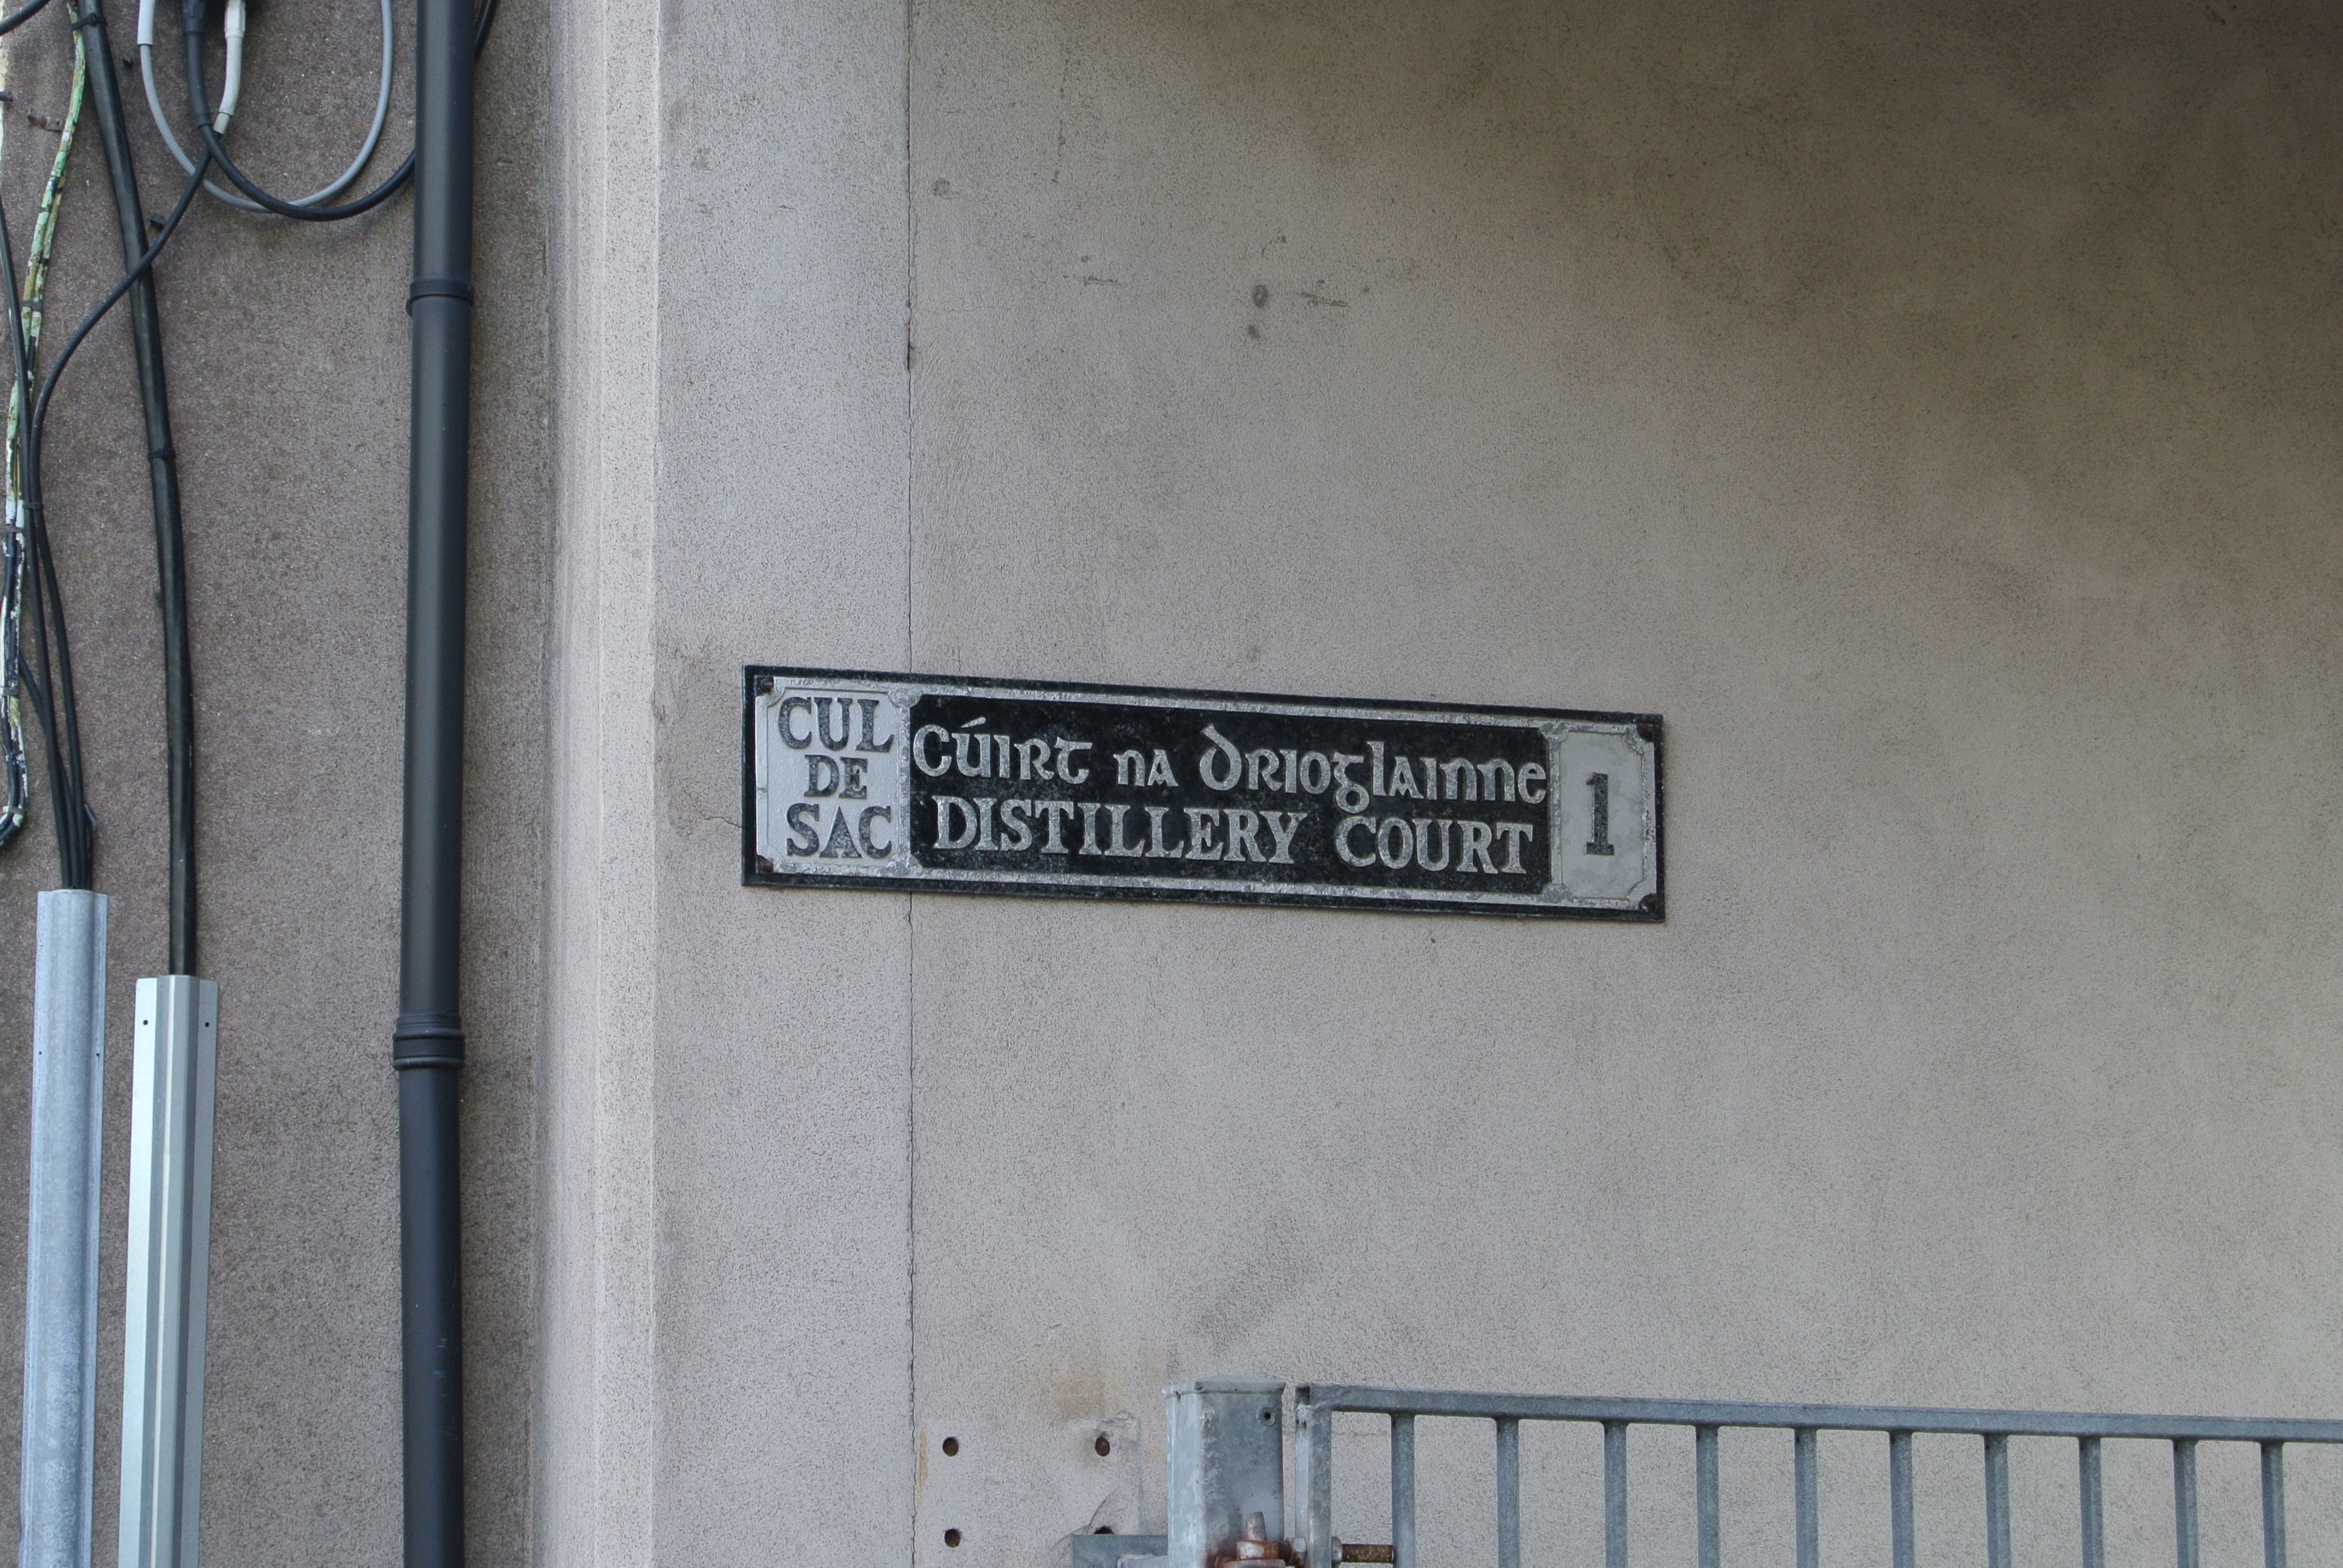 CUL
DE
SAC
Cúirt na Drioglainne
DISTILLERY COURT
1